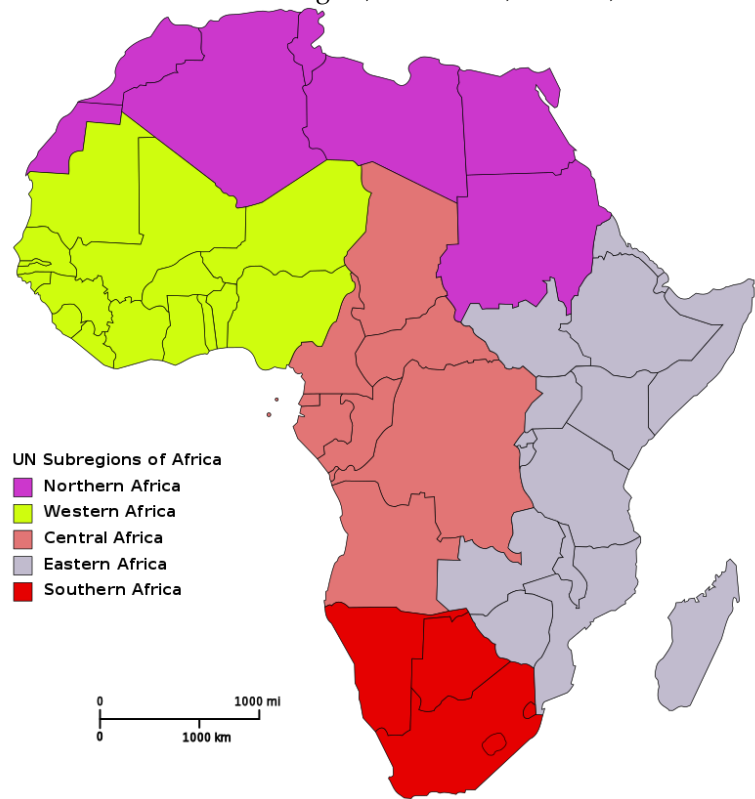 UN Subregions of Africa
Northern Africa
Western Africa
Central Africa
Eastern Africa
Southern Africa
0 1000 mi
0 1000 km